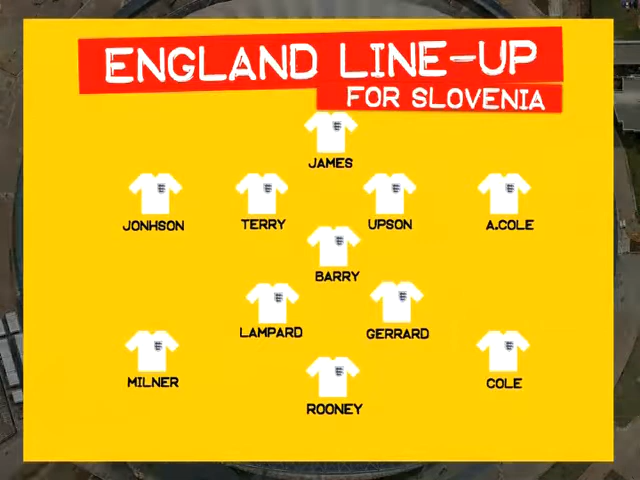 ENGLAND LINE-UP
FOR SLOVENIA
JAMES
JONHSON TERRY UPSON A.COLE
BARRY
LAMPARD GERRARD
MILNER COLE
ROONEY